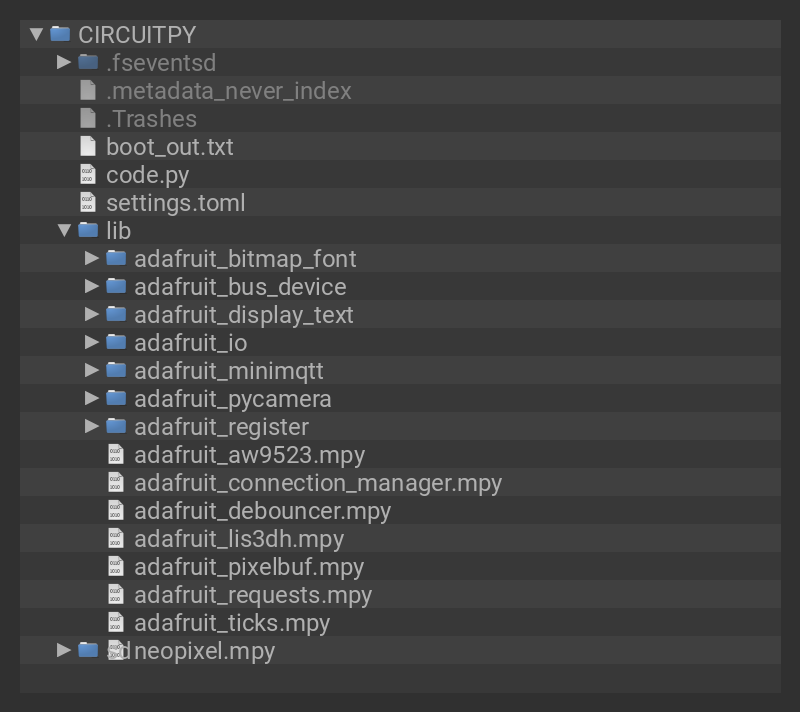 CIRCUITPY
.fseventsd
.metadata_never_index
.Trashes
boot_out.txt
code.py
settings.toml
lib
adafruit_bitmap_font
adafruit_bus_device
adafruit_display_text
adafruit_io
adafruit_minimqtt
adafruit_pycamera
adafruit_register
adafruit_aw9523.mpy
adafruit_connection_manager.mpy
adafruit_debouncer.mpy
adafruit_lis3dh.mpy
adafruit_pixelbuf.mpy
adafruit_requests.mpy
adafruit_ticks.mpy
sd neopixel.mpy